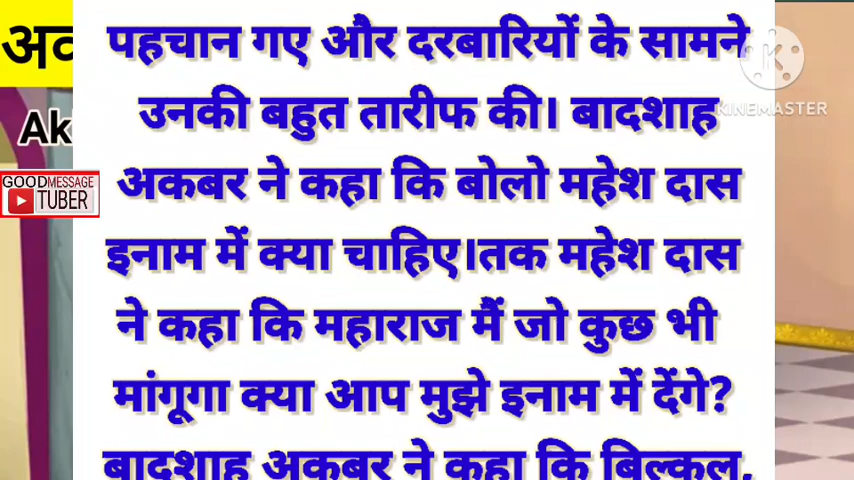 पहचान गए और दरबारियों के सामने
उनकी बहुत तारीफ की। बादशाह
अकबर ने कहा कि बोलो महेश दास
इनाम में क्या चाहिए।तक महेश दास
ने कहा कि महाराज मैं जो कुछ भी
मांगूगा क्या आप मुझे इनाम में देंगे?
बादशाह अकबर ने कहा कि बिल्कुल,
Ak
GOOD MESSAGE
TUBER
KINEMASTER